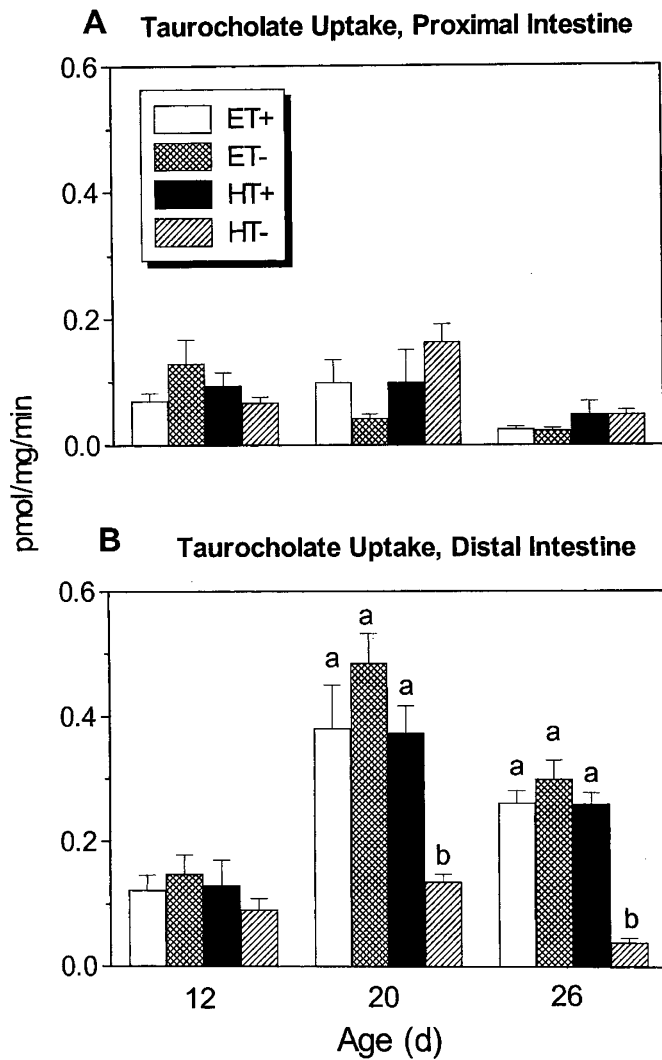 A Taurocholate Uptake, Proximal Intestine
0.6
0.4
0.2
0.0
ET+
ET-
HT+
HT-
pmol/mg/min
B Taurocholate Uptake, Distal Intestine
0.6
0.4
0.2
0.0
a
a
a
b
a
a
a
b
12 20 26
Age (d)